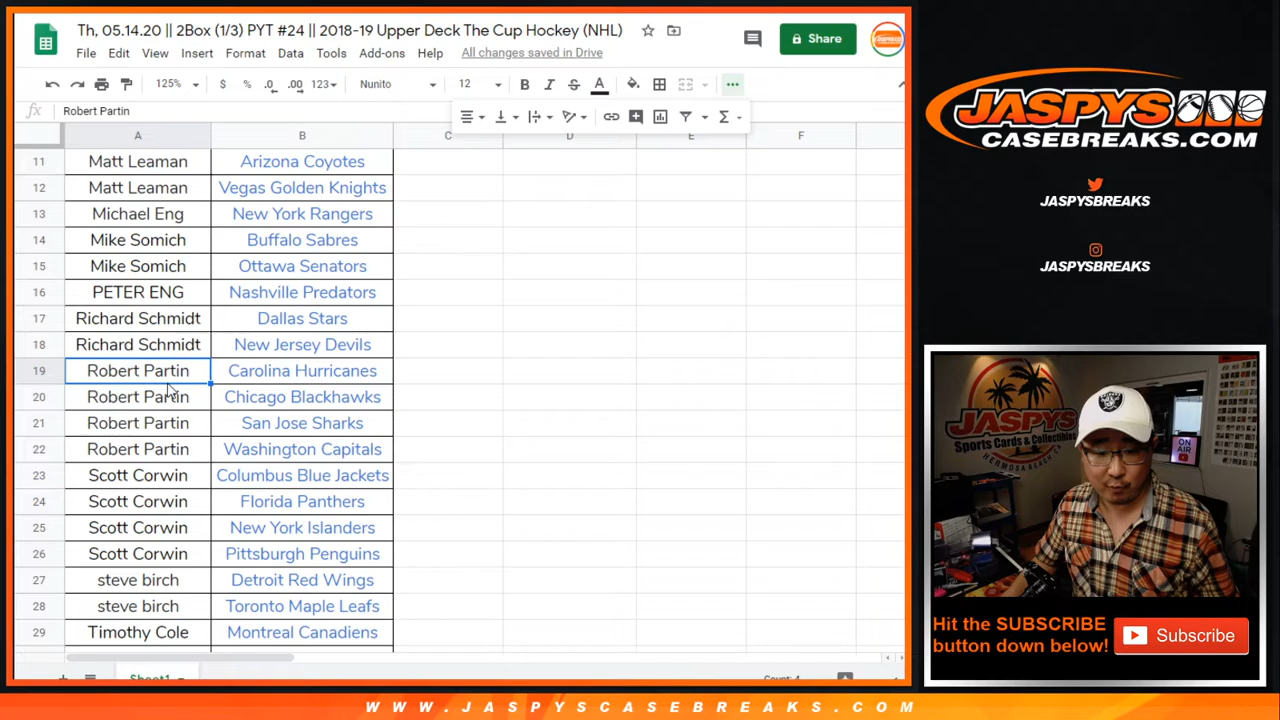 Th, 05.14.20 || 2Box (1/3) PYT #24 || 2018-19 Upper Deck The Cup Hockey (NHL)
File Edit View Insert Format Data Tools Add-ons Help All changes saved in Drive
Share
125% $ % .0 .00 123 Nunito 12 B I S A
fx Robert Partin
A B C D E F
11 Matt Leaman Arizona Coyotes
12 Matt Leaman Vegas Golden Knights
13 Michael Eng New York Rangers
14 Mike Somich Buffalo Sabres
15 Mike Somich Ottawa Senators
16 PETER ENG Nashville Predators
17 Richard Schmidt Dallas Stars
18 Richard Schmidt New Jersey Devils
19 Robert Partin Carolina Hurricanes
20 Robert Partin Chicago Blackhawks
21 Robert Partin San Jose Sharks
22 Robert Partin Washington Capitals
23 Scott Corwin Columbus Blue Jackets
24 Scott Corwin Florida Panthers
25 Scott Corwin New York Islanders
26 Scott Corwin Pittsburgh Penguins
27 steve birch Detroit Red Wings
28 steve birch Toronto Maple Leafs
29 Timothy Cole Montreal Canadiens
Sheet1
Count: 4
JASPYS
CASEBREAKS.COM
JASPYSBREAKS
JASPYSBREAKS
JASPYS
Sports Cards & Collectibles
HERMOSA BEACH, CA
ON
AIR
Hit the SUBSCRIBE
button down below!
Subscribe
WWW.JASPYSCASEBREAKS.COM